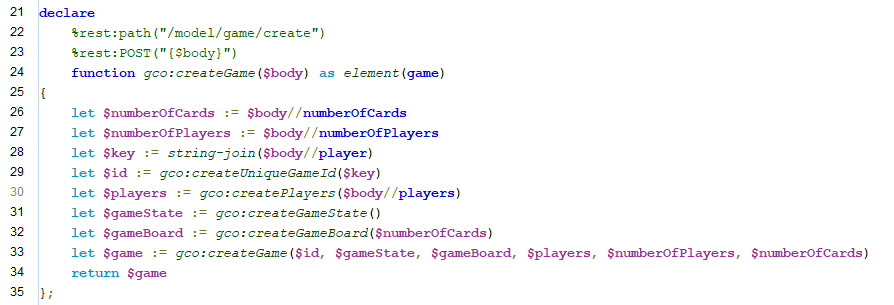 21 declare
22     %rest:path("/model/game/create")
23     %rest:POST("{$body}")
24     function gco:createGame($body) as element(game)
25 {
26     let $numberOfCards := $body//numberOfCards
27     let $numberOfPlayers := $body//numberOfPlayers
28     let $key := string-join($body//player)
29     let $id := gco:createUniqueGameId($key)
30     let $players := gco:createPlayers($body//players)
31     let $gameState := gco:createGameState()
32     let $gameBoard := gco:createGameBoard($numberOfCards)
33     let $game := gco:createGame($id, $gameState, $gameBoard, $players, $numberOfPlayers, $numberOfCards)
34     return $game
35 };